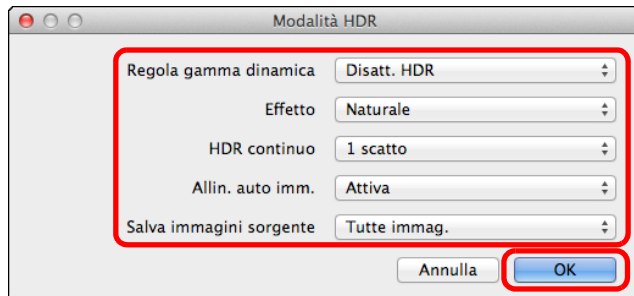 Modalità HDR
Regola gamma dinamica Disatt. HDR
Effetto Naturale
HDR continuo 1 scatto
Allin. auto imm. Attiva
Salva immagini sorgente Tutte immag.
Annulla OK